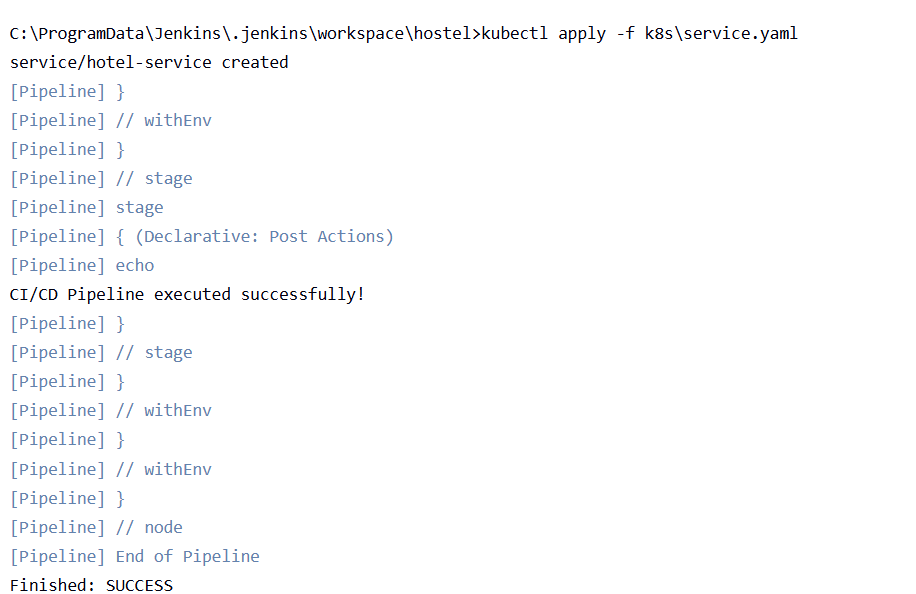 C:\ProgramData\Jenkins\.jenkins\workspace\hostel>kubectl apply -f k8s\service.yaml
service/hotel-service created
[Pipeline] }
[Pipeline] // withEnv
[Pipeline] }
[Pipeline] // stage
[Pipeline] stage
[Pipeline] { (Declarative: Post Actions)
[Pipeline] echo
CI/CD Pipeline executed successfully!
[Pipeline] }
[Pipeline] // stage
[Pipeline] }
[Pipeline] // withEnv
[Pipeline] }
[Pipeline] // withEnv
[Pipeline] }
[Pipeline] // node
[Pipeline] End of Pipeline
Finished: SUCCESS